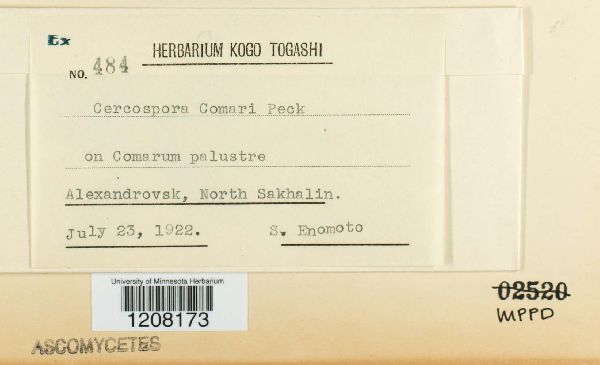 Ex
HERBARIUM KOGO TOGASHI
NO. 484
Cercospora Comari Peck
on Comarum palustre
Alexandrovsk, North Sakhalin.
July 23, 1922. S. Enomoto
University of Minnesota Herbarium
1208173
02520
MPPD
ASCOMYCETES